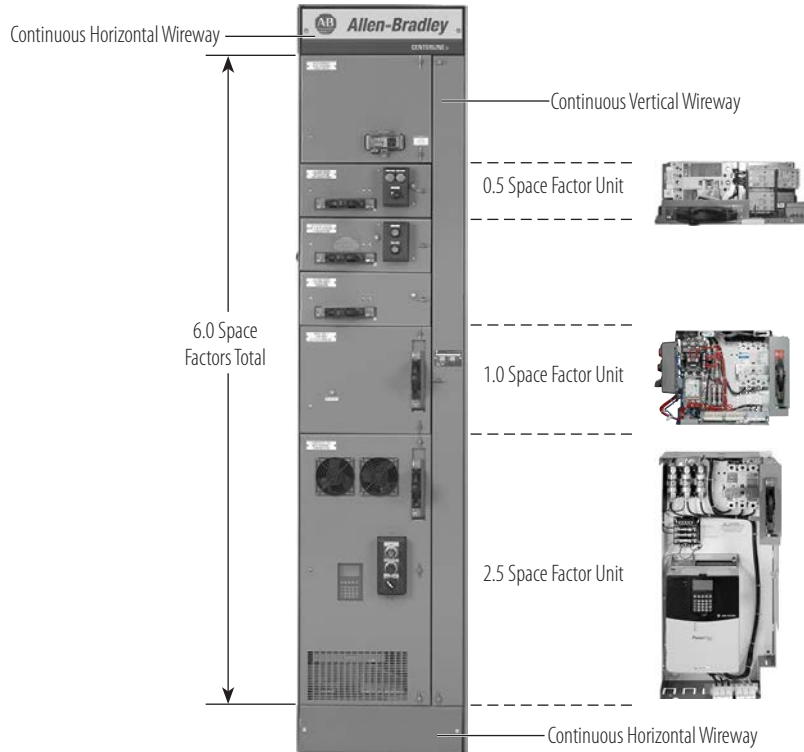 AB Allen-Bradley
Continuous Horizontal Wireway
CENTERLINE
Continuous Vertical Wireway
0.5 Space Factor Unit
6.0 Space
Factors Total
1.0 Space Factor Unit
2.5 Space Factor Unit
Continuous Horizontal Wireway